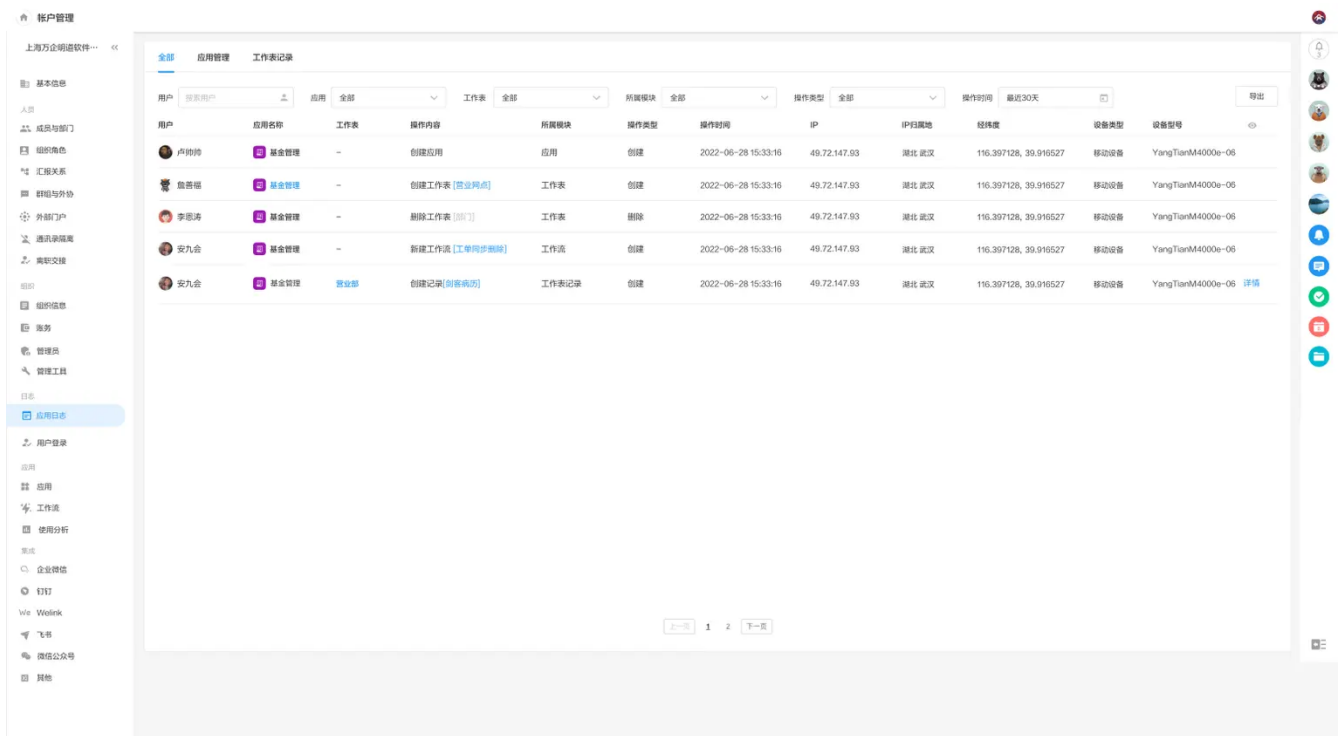 帐户管理
上海万企明道软件···
基本信息
人员
成员与部门
组织角色
汇报关系
群组与外协
外部门户
通讯录隔离
离职交接
组织
组织信息
账务
管理员
管理工具
日志
应用日志
用户登录
应用
应用
工作流
使用分析
集成
企业微信
钉钉
We Welink
飞书
微信公众号
其他
全部 应用管理 工作表记录
用户 搜索用户 应用 全部 工作表 全部 所属模块 全部 操作类型 全部 操作时间 最近30天 导出
用户 应用名称 工作表 操作内容 所属模块 操作类型 操作时间 IP IP归属地 经纬度 设备类型 设备型号
卢帅帅 基金管理 - 创建应用 应用 创建 2022-06-28 15:33:16 49.72.147.93 湖北 武汉 116.397128, 39.916527 移动设备 YangTianM4000e-06
詹善福 基金管理 - 创建工作表 [营业网点] 工作表 创建 2022-06-28 15:33:16 49.72.147.93 湖北 武汉 116.397128, 39.916527 移动设备 YangTianM4000e-06
李恩涛 基金管理 - 删除工作表 [部门] 工作表 删除 2022-06-28 15:33:16 49.72.147.93 湖北 武汉 116.397128, 39.916527 移动设备 YangTianM4000e-06
安九会 基金管理 - 新建工作流 [工单同步删除] 工作流 创建 2022-06-28 15:33:16 49.72.147.93 湖北 武汉 116.397128, 39.916527 移动设备 YangTianM4000e-06
安九会 基金管理 营业部 创建记录[剖客病历] 工作表记录 创建 2022-06-28 15:33:16 49.72.147.93 湖北 武汉 116.397128, 39.916527 移动设备 YangTianM4000e-06 详情
上一页 1 2 下一页
3